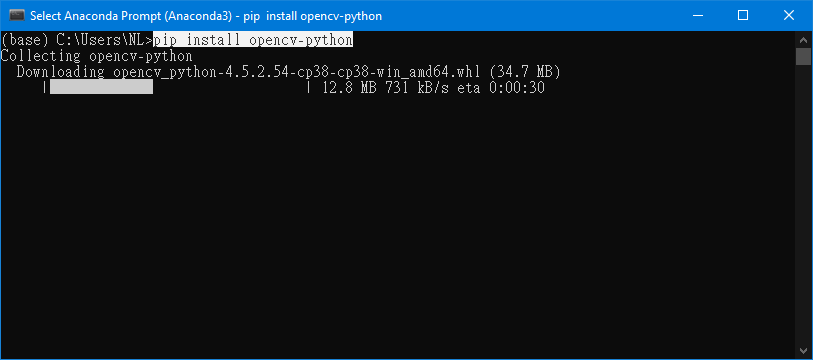 Select Anaconda Prompt (Anaconda3) - pip  install opencv-python
(base) C:\Users\NL>pip install opencv-python
Collecting opencv-python
  Downloading opencv_python-4.5.2.54-cp38-cp38-win_amd64.whl (34.7 MB)
     |██████████                      | 12.8 MB 731 kB/s eta 0:00:30